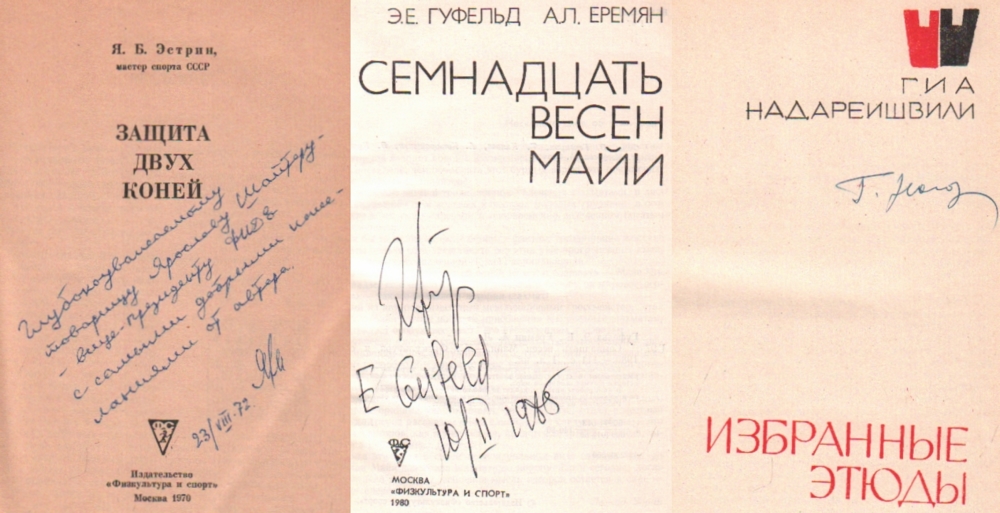 Я. Б. Эстрин,
мастер спорта СССР
ЗАЩИТА
ДВУХ
КОНЕЙ
Глубокоуважаемому
товарищу Ярославу Шайтеру-
- вице-президенту ФИДЕ
с самыми добрыми поже-
ланиями от автора.
23/VIII-72
Издательство
«Физкультура и спорт»
Москва 1970
Э.Е. ГУФЕЛЬД АЛ. ЕРЕМЯН
СЕМНАДЦАТЬ
ВЕСЕН
МАЙИ
E Gufeld
10/II 1985
МОСКВА
«ФИЗКУЛЬТУРА И СПОРТ»
1980
ГИА
НАДАРЕИШВИЛИ
ИЗБРАННЫЕ
ЭТЮДЫ